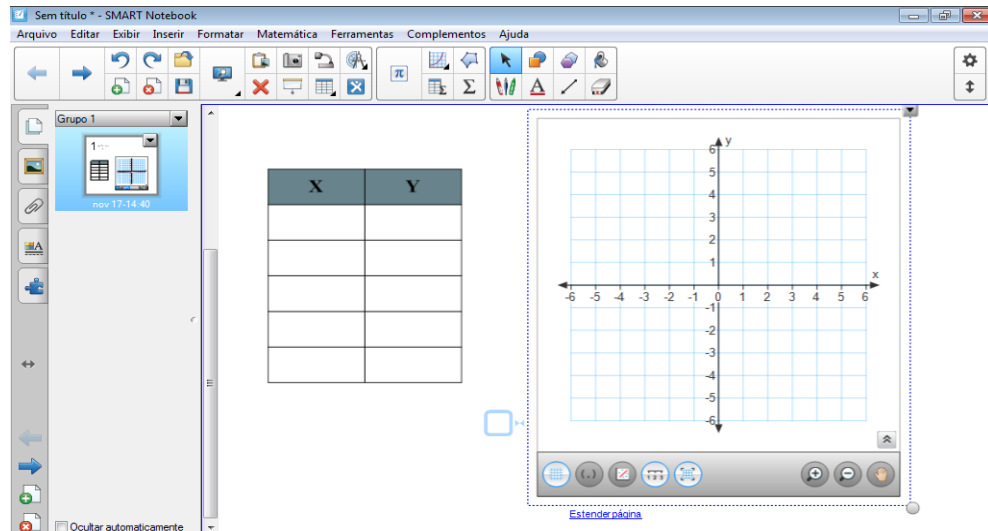 Sem título * - SMART Notebook
Arquivo Editar Exibir Inserir Formatar Matemática Ferramentas Complementos Ajuda
π
Σ
Σ
A
Grupo 1
1
nov 17-14:40
A
X Y
y
6
5
4
3
2
1
x
-6 -5 -4 -3 -2 -1 0 1 2 3 4 5 6
-1
-2
-3
-4
-5
-6
(,)
Estender página
Ocultar automaticamente